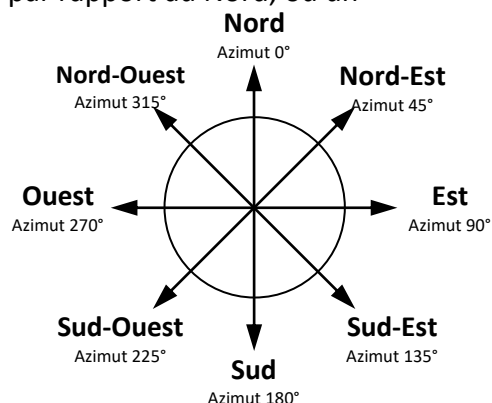 par rapport au Nord, ou un
Nord
Azimut 0°
Nord-Ouest
Azimut 315°
Nord-Est
Azimut 45°
Ouest
Azimut 270°
Est
Azimut 90°
Sud-Ouest
Azimut 225°
Sud-Est
Azimut 135°
Sud
Azimut 180°